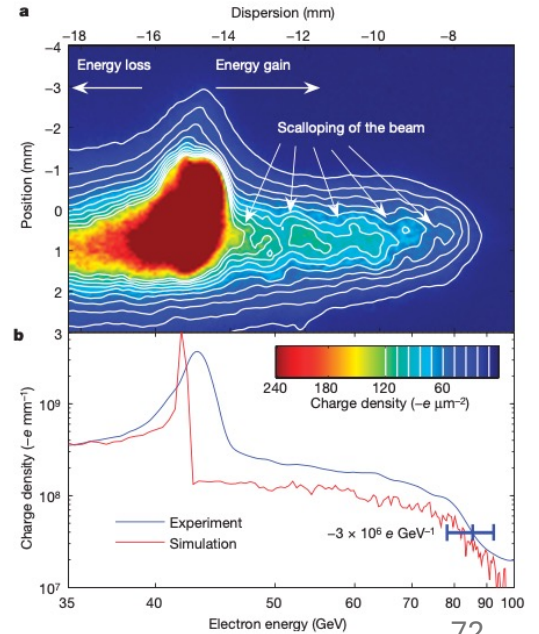 a
Dispersion (mm)
−18 −16 −14 −12 −10 −8
Energy loss
Energy gain
Scalloping of the beam
Position (mm)
−4
−3
−2
−1
0
1
2
3
b
240 180 120 60
Charge density (−e μm⁻²)
Charge density (−e mm⁻¹)
10⁹
10⁸
10⁷
Experiment
Simulation
−3 × 10⁶ e GeV⁻¹
35 40 50 60 70 80 90 100
Electron energy (GeV)
72